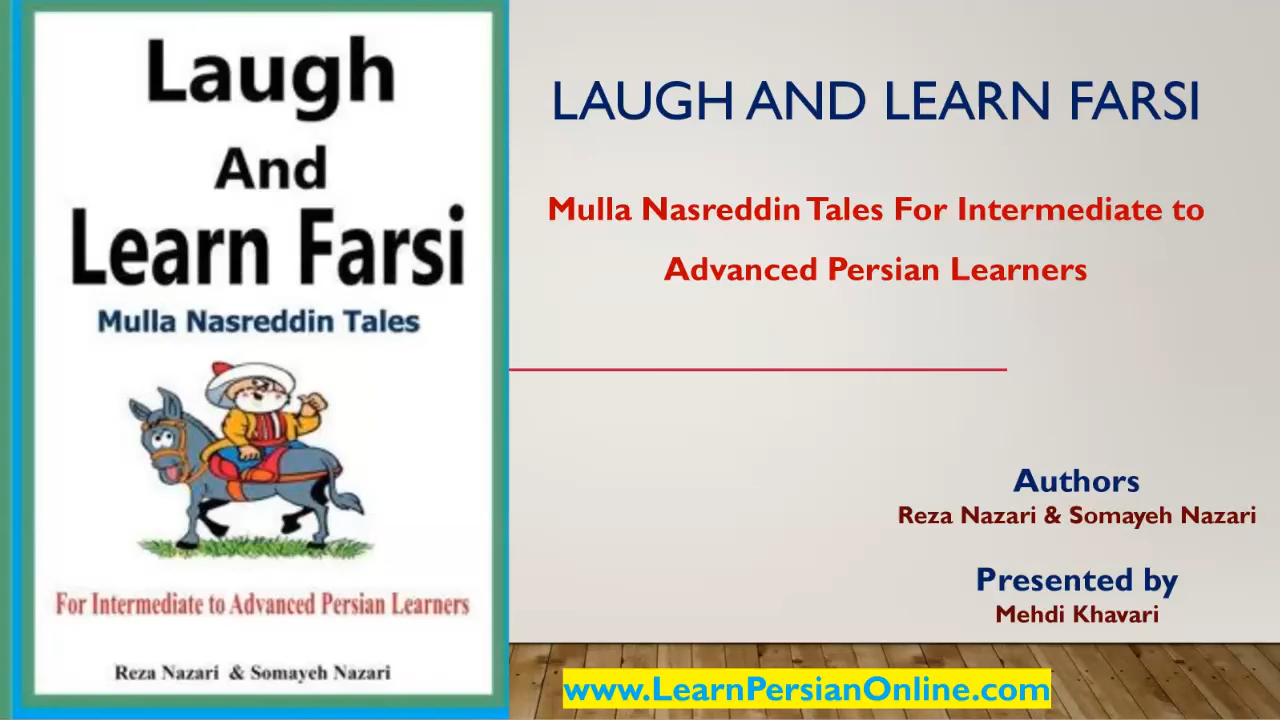 Laugh
And
Learn Farsi
Mulla Nasreddin Tales
For Intermediate to Advanced Persian Learners
Reza Nazari & Somayeh Nazari
LAUGH AND LEARN FARSI
Mulla Nasreddin Tales For Intermediate to
Advanced Persian Learners
Authors
Reza Nazari & Somayeh Nazari
Presented by
Mehdi Khavari
www.LearnPersianOnline.com